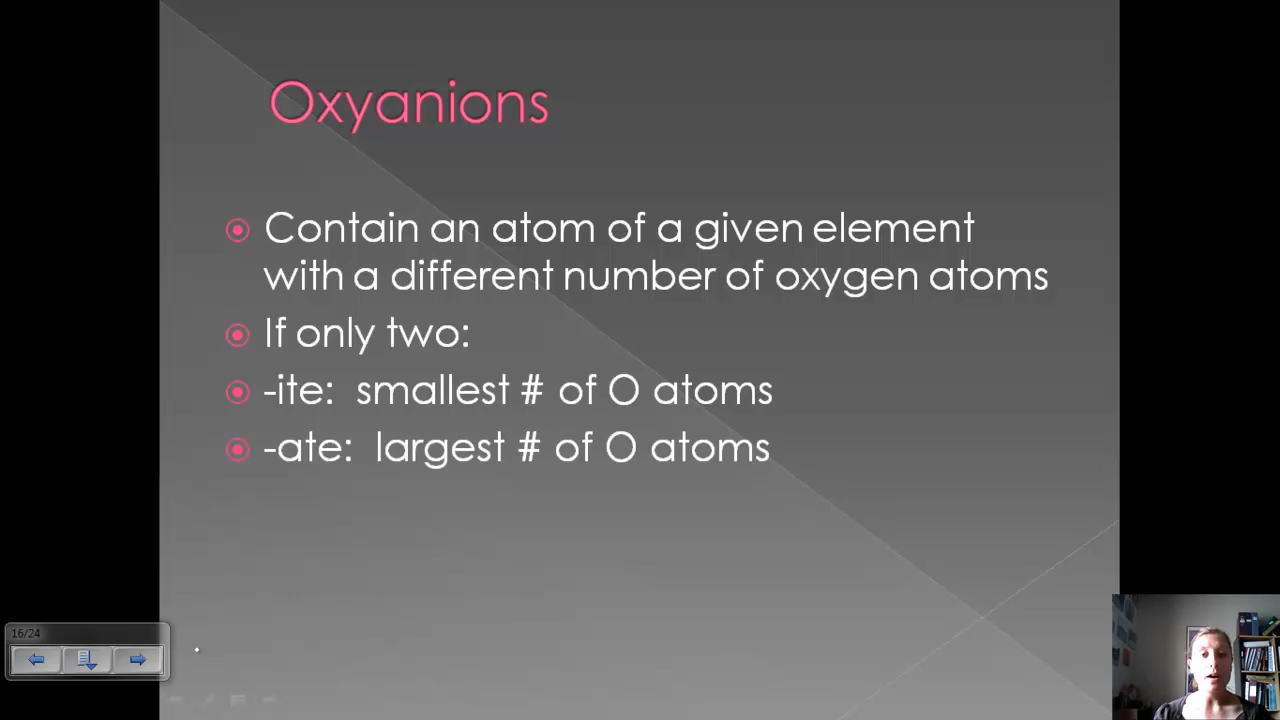 Oxyanions
Contain an atom of a given element
with a different number of oxygen atoms
If only two:
-ite: smallest # of O atoms
-ate: largest # of O atoms
16/24